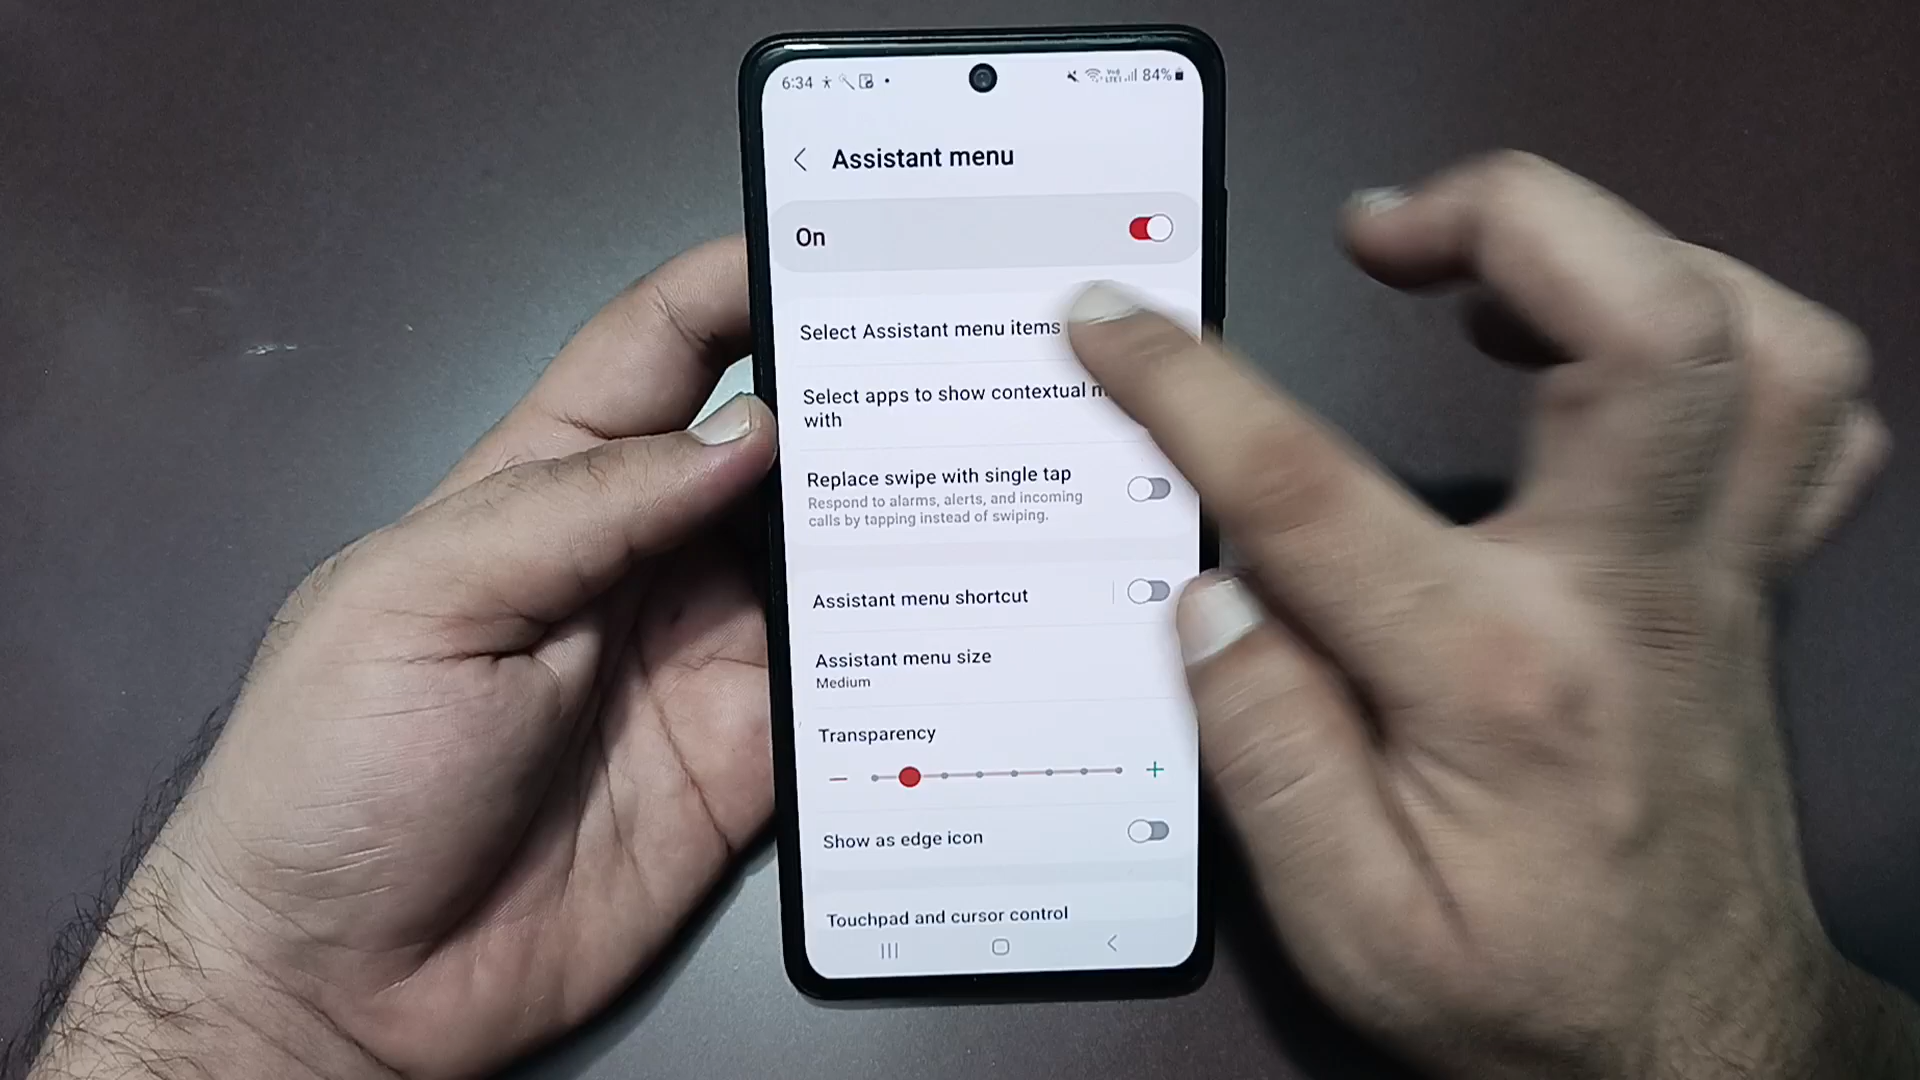 6:34 84%
Assistant menu
On
Select Assistant menu items
Select apps to show contextual
with
Replace swipe with single tap
Respond to alarms, alerts, and incoming
calls by tapping instead of swiping.
Assistant menu shortcut
Assistant menu size
Medium
Transparency
Show as edge icon
Touchpad and cursor control